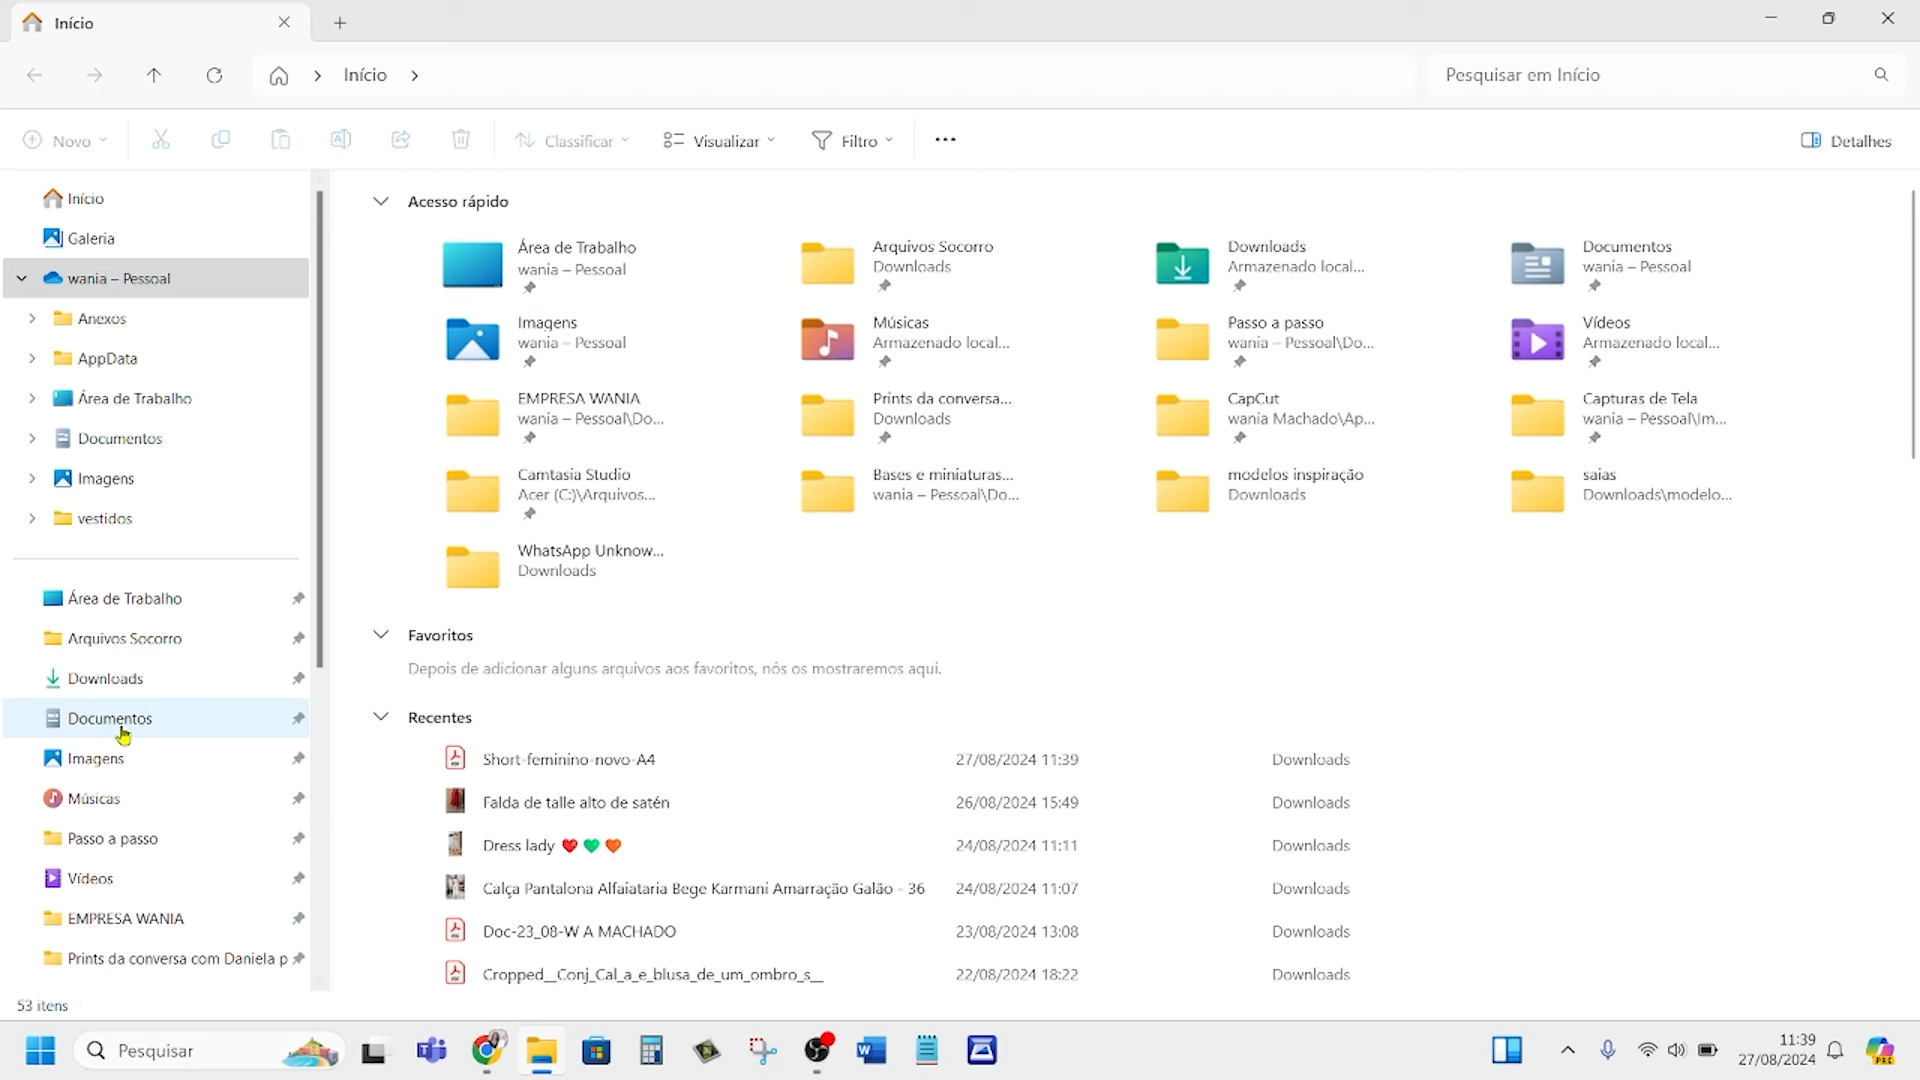 Início
Início
Pesquisar em Início
Novo
Classificar
Visualizar
Filtro
Detalhes
Início
Galeria
wania – Pessoal
Anexos
AppData
Área de Trabalho
Documentos
Imagens
vestidos
Área de Trabalho
Arquivos Socorro
Downloads
Documentos
Imagens
Músicas
Passo a passo
Vídeos
EMPRESA WANIA
Prints da conversa com Daniela p
53 itens
Acesso rápido
Área de Trabalho
wania – Pessoal
Arquivos Socorro
Downloads
Downloads
Armazenado local...
Documentos
wania – Pessoal
Imagens
wania – Pessoal
Músicas
Armazenado local...
Passo a passo
wania – Pessoal\Do...
Vídeos
Armazenado local...
EMPRESA WANIA
wania – Pessoal\Do...
Prints da conversa...
Downloads
CapCut
wania Machado\Ap...
Capturas de Tela
wania – Pessoal\Im...
Camtasia Studio
Acer (C:)\Arquivos...
Bases e miniaturas...
wania – Pessoal\Do...
modelos inspiração
Downloads
saias
Downloads\modelo...
WhatsApp Unknow...
Downloads
Favoritos
Depois de adicionar alguns arquivos aos favoritos, nós os mostraremos aqui.
Recentes
Short-feminino-novo-A4 27/08/2024 11:39 Downloads
Falda de talle alto de satén 26/08/2024 15:49 Downloads
Dress lady ❤️💚🧡 24/08/2024 11:11 Downloads
Calça Pantalona Alfaiataria Bege Karmani Amarração Galão - 36 24/08/2024 11:07 Downloads
Doc-23_08-W A MACHADO 23/08/2024 13:08 Downloads
Cropped__Conj_Cal_a_e_blusa_de_um_ombro_s__ 22/08/2024 18:22 Downloads
Pesquisar
11:39
27/08/2024
PRE